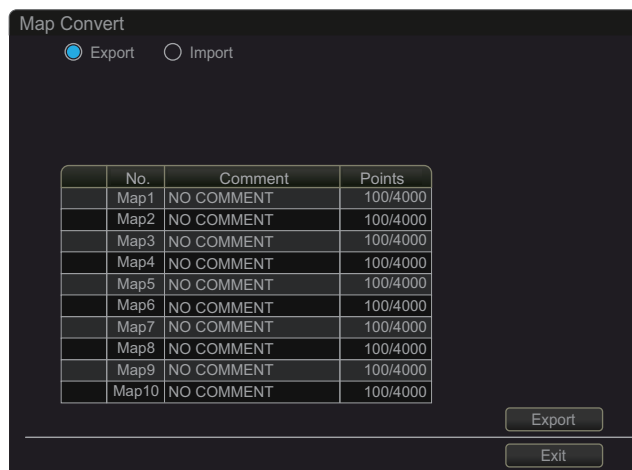 Map Convert
Export Import
No. Comment Points
Map1 NO COMMENT 100/4000
Map2 NO COMMENT 100/4000
Map3 NO COMMENT 100/4000
Map4 NO COMMENT 100/4000
Map5 NO COMMENT 100/4000
Map6 NO COMMENT 100/4000
Map7 NO COMMENT 100/4000
Map8 NO COMMENT 100/4000
Map9 NO COMMENT 100/4000
Map10 NO COMMENT 100/4000
Export
Exit